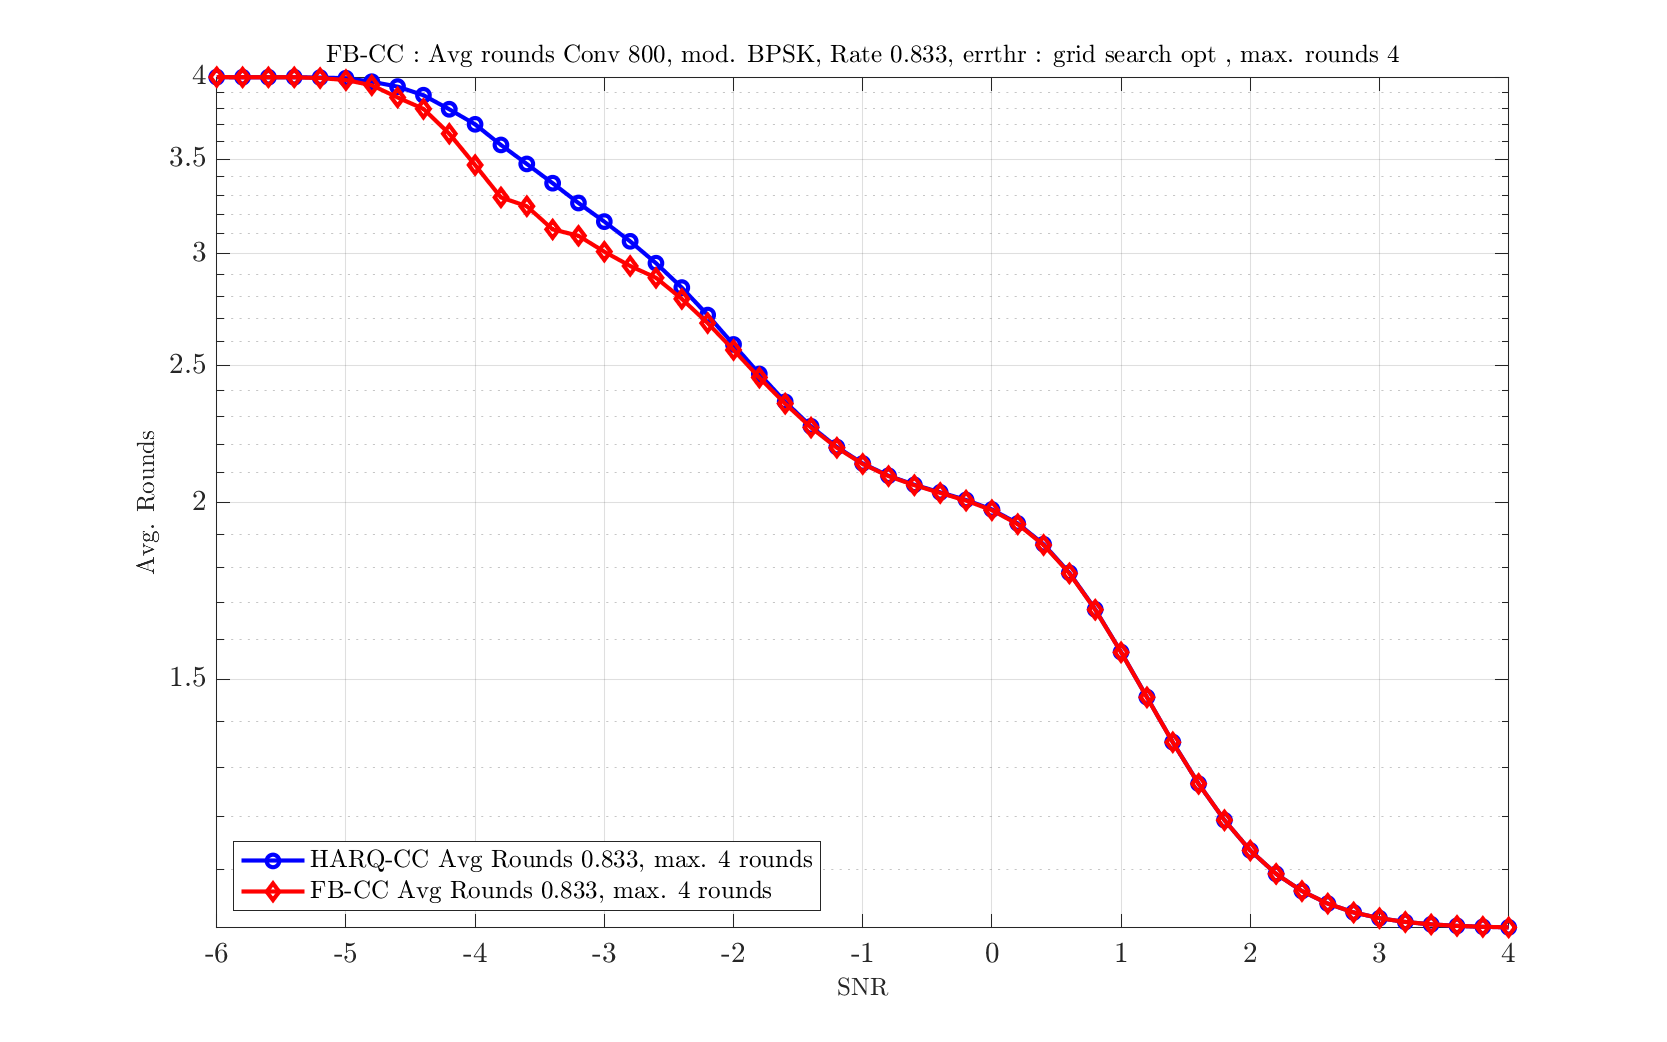 FB-CC : Avg rounds Conv 800, mod. BPSK, Rate 0.833, errthr : grid search opt , max. rounds 4
4
3.5
3
2.5
2
1.5
Avg. Rounds
HARQ-CC Avg Rounds 0.833, max. 4 rounds
FB-CC Avg Rounds 0.833, max. 4 rounds
-6 -5 -4 -3 -2 -1 0 1 2 3 4
SNR